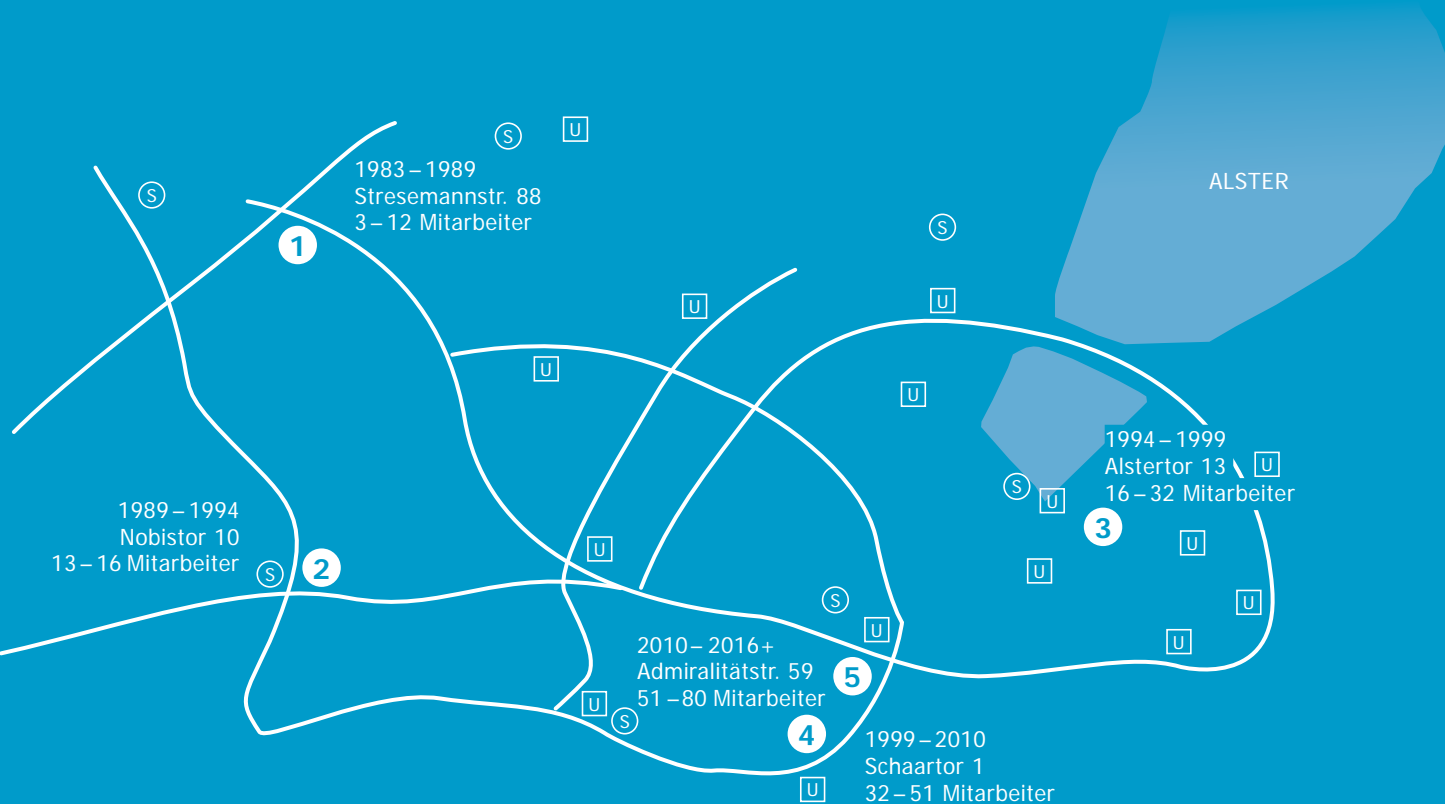 S
U
1983 – 1989
Stresemannstr. 88
3 – 12 Mitarbeiter
1
S
ALSTER
S
U
U
U
U
1994 – 1999
Alstertor 13
16 – 32 Mitarbeiter
U
S
U
3
1989 – 1994
Nobistor 10
13 – 16 Mitarbeiter
S
2
U
U
U
U
U
S
U
2010 – 2016+
Admiralitätstr. 59
51 – 80 Mitarbeiter
5
U
S
4
1999 – 2010
Schaartor 1
32 – 51 Mitarbeiter
U